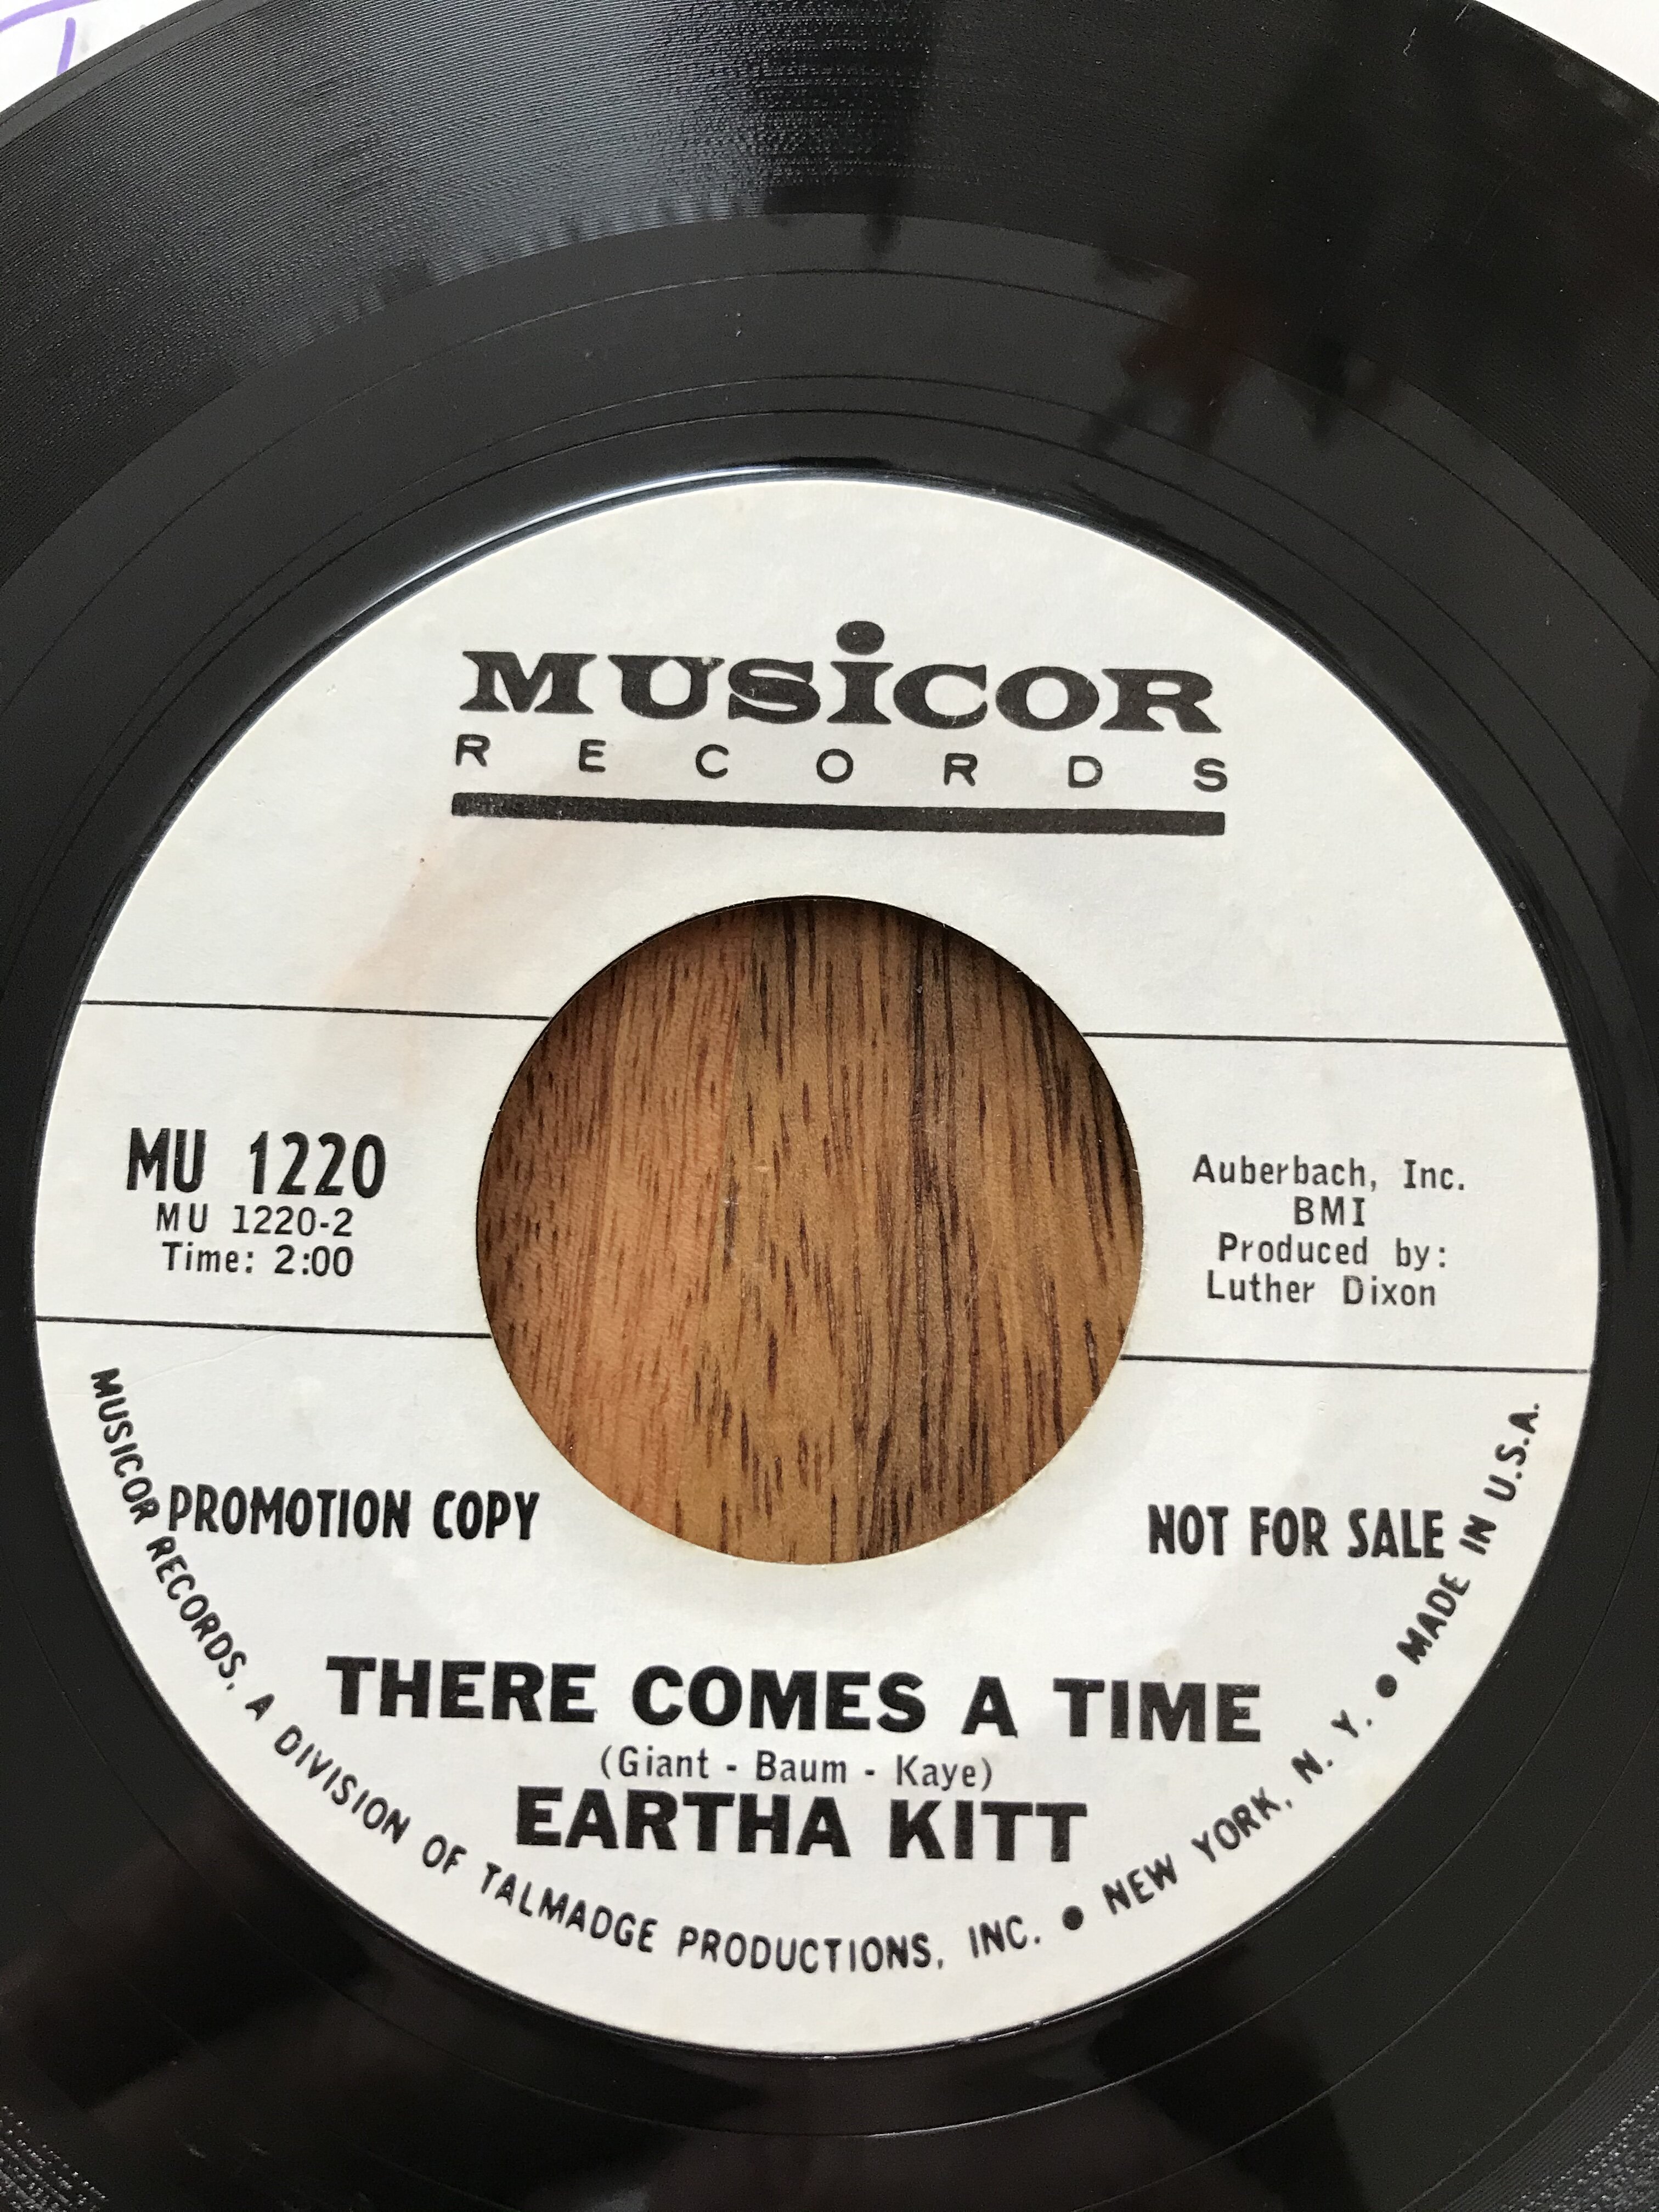 MUSiCOR
RECORDS
MU 1220
MU 1220-2
Time: 2:00
Auberbach, Inc.
BMI
Produced by:
Luther Dixon
PROMOTION COPY
NOT FOR SALE
THERE COMES A TIME
(Giant - Baum - Kaye)
EARTHA KITT
MUSICOR RECORDS, A DIVISION OF TALMADGE PRODUCTIONS, INC. • NEW YORK, N. Y. • MADE IN U.S.A.